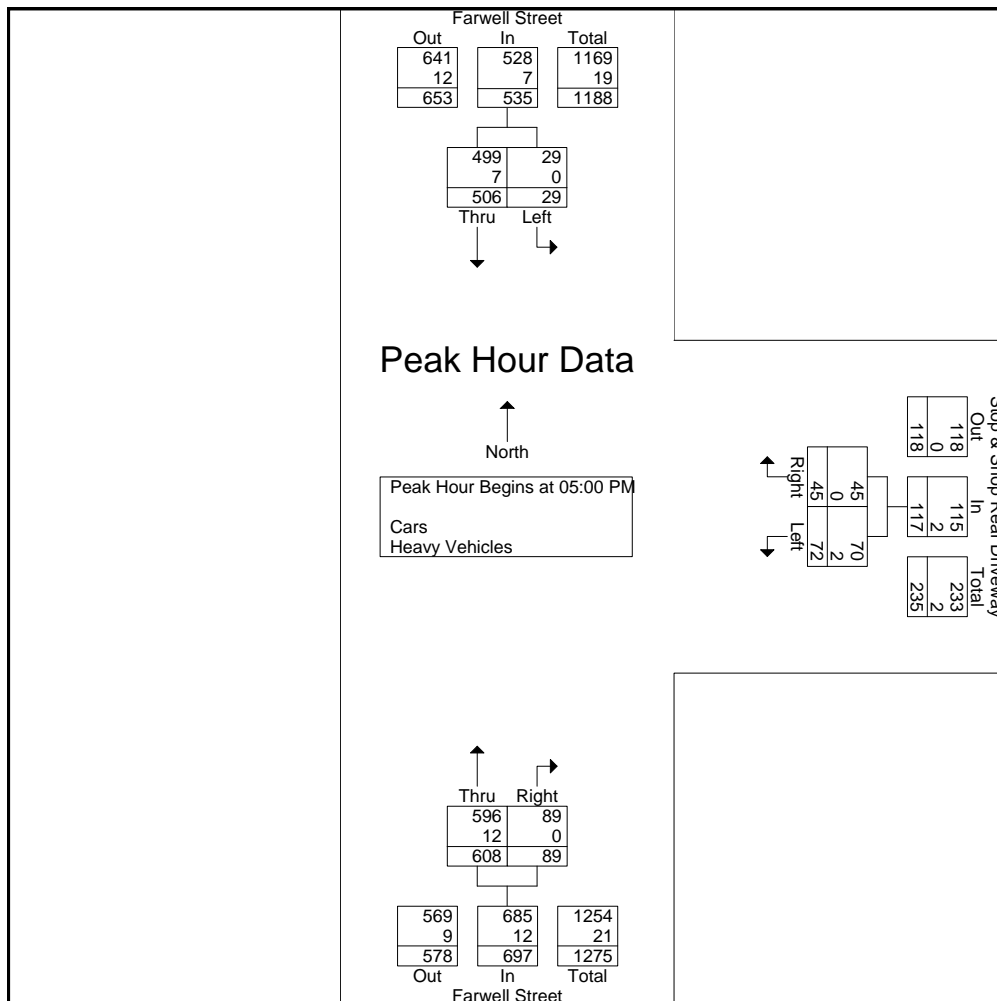 Farwell Street
Out In Total
641 528 1169
12 7 19
653 535 1188
499 29
7 0
506 29
Thru Left
Peak Hour Data
North
Peak Hour Begins at 05:00 PM
Cars
Heavy Vehicles
Stop & Shop Rear Driveway
Out In Total
118 115 233
0 2 2
118 117 235
45 70
0 2
45 72
Right Left
Thru Right
596 89
12 0
608 89
569 685 1254
9 12 21
578 697 1275
Out In Total
Farwell Street